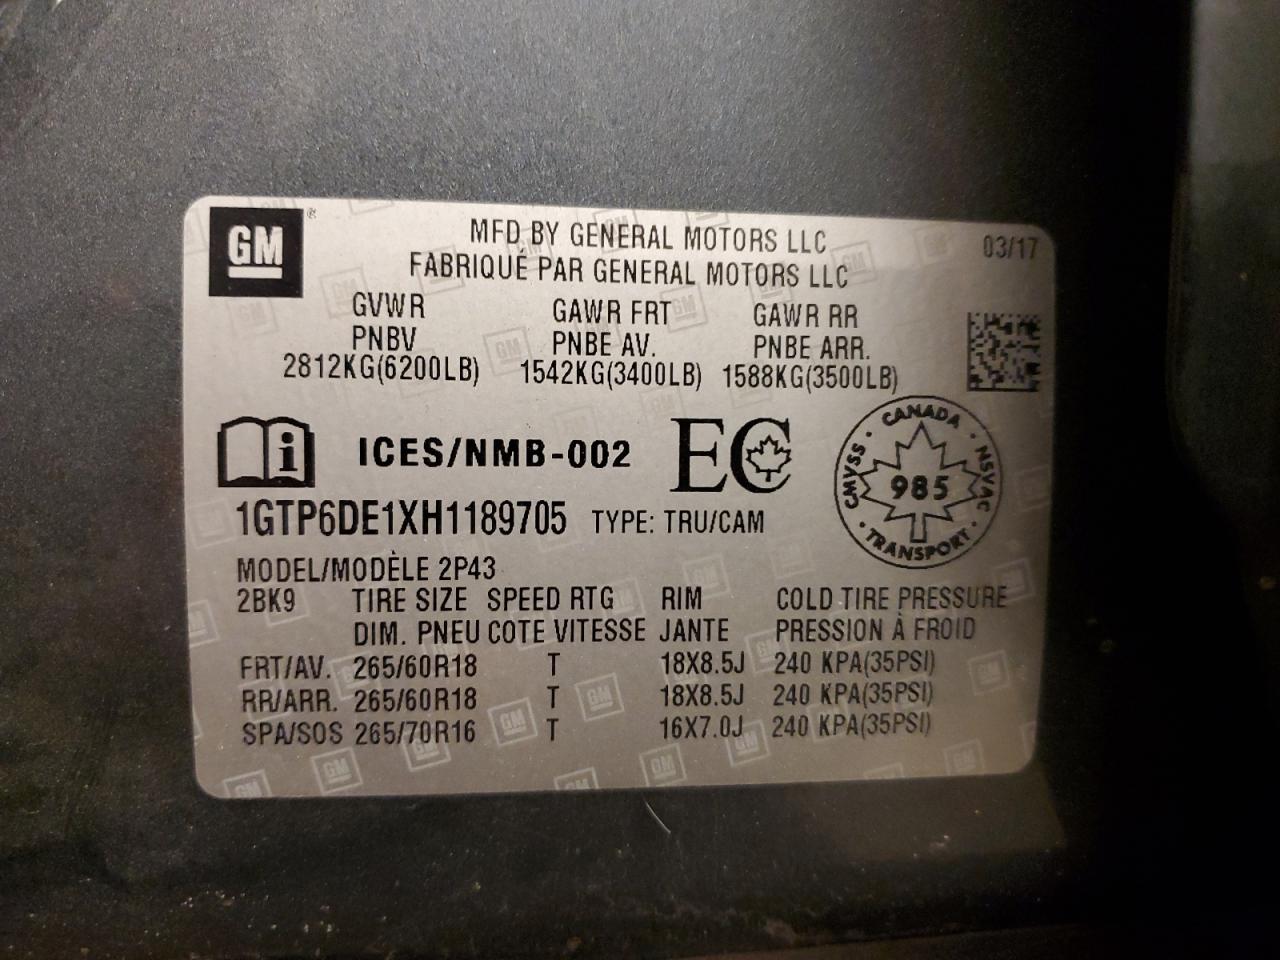 GM
MFD BY GENERAL MOTORS LLC
03/17
FABRIQUÉ PAR GENERAL MOTORS LLC
GVWR GAWR FRT GAWR RR
PNBV PNBE AV. PNBE ARR.
2812KG(6200LB) 1542KG(3400LB) 1588KG(3500LB)
i ICES/NMB-002 EC
CANADA
CMVSS 985 NSVAC
TRANSPORT
1GTP6DE1XH1189705 TYPE: TRU/CAM
MODEL/MODÈLE 2P43
2BK9 TIRE SIZE SPEED RTG RIM COLD TIRE PRESSURE
DIM. PNEU COTE VITESSE JANTE PRESSION À FROID
FRT/AV. 265/60R18 T 18X8.5J 240 KPA(35PSI)
RR/ARR. 265/60R18 T 18X8.5J 240 KPA(35PSI)
SPA/SOS 265/70R16 T 16X7.0J 240 KPA(35PSI)